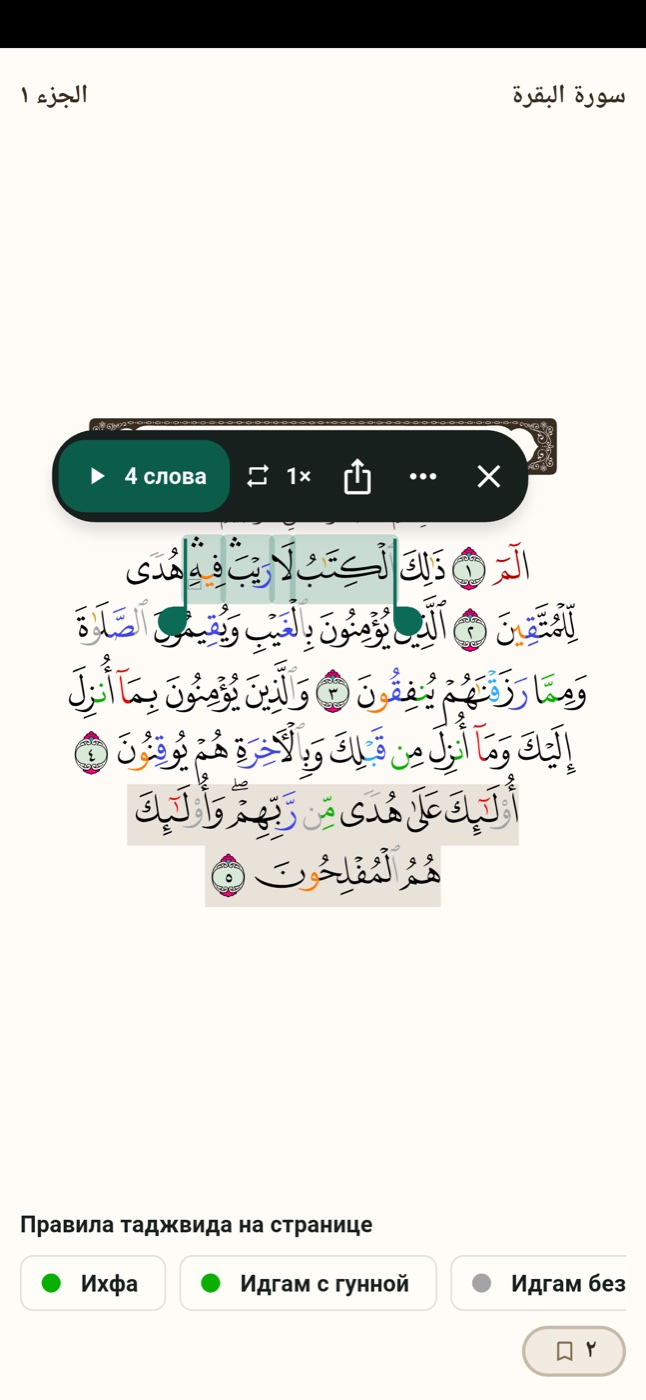 سورة البقرة
الجزء ١
4 слова
1×
الٓمٓ ١ ذَٰلِكَ ٱلْكِتَـٰبُ لَا رَيْبَ ۛ فِيهِ ۛ هُدًى
لِّلْمُتَّقِينَ ٢ ٱلَّذِينَ يُؤْمِنُونَ بِٱلْغَيْبِ وَيُقِيمُونَ ٱلصَّلَوٰةَ
وَمِمَّا رَزَقْنَـٰهُمْ يُنفِقُونَ ٣ وَٱلَّذِينَ يُؤْمِنُونَ بِمَآ أُنزِلَ
إِلَيْكَ وَمَآ أُنزِلَ مِن قَبْلِكَ وَبِٱلْـَٔاخِرَةِ هُمْ يُوقِنُونَ ٤
أُو۟لَـٰٓئِكَ عَلَىٰ هُدًى مِّن رَّبِّهِمْ ۖ وَأُو۟لَـٰٓئِكَ
هُمُ ٱلْمُفْلِحُونَ ٥
Правила таджвида на странице
Ихфа
Идгам с гунной
Идгам без
٢